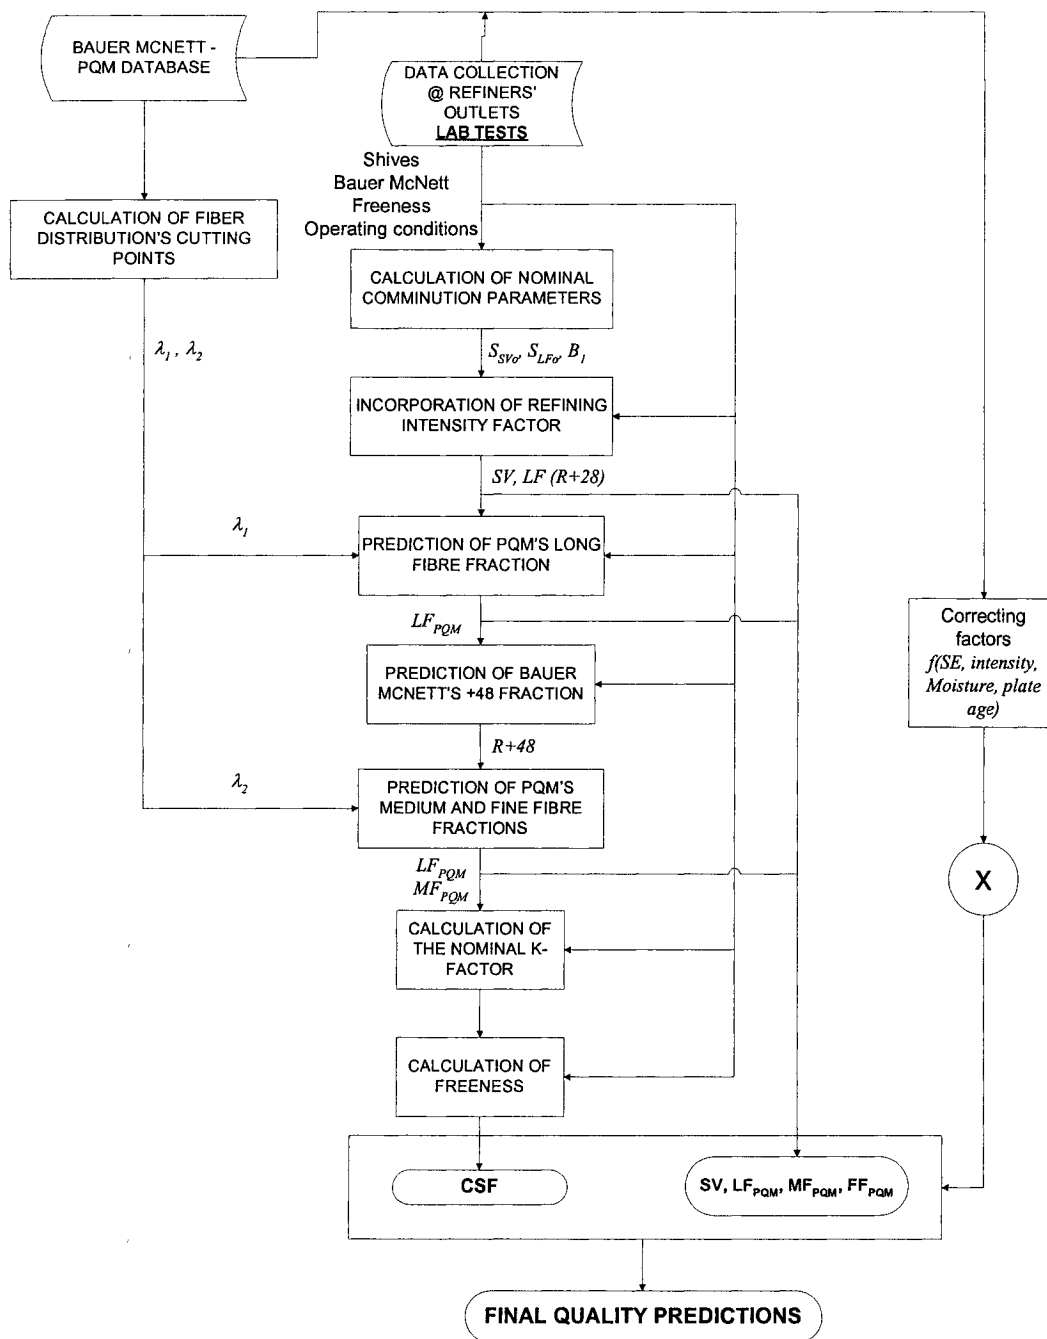 BAUER MCNETT -
PQM DATABASE
DATA COLLECTION
@ REFINERS'
OUTLETS
LAB TESTS
Shives
Bauer McNett
Freeness
Operating conditions
CALCULATION OF FIBER
DISTRIBUTION'S CUTTING
POINTS
CALCULATION OF NOMINAL
COMMINUTION PARAMETERS
λ1 , λ2
SSVo, SLFo, B1
INCORPORATION OF REFINING
INTENSITY FACTOR
SV, LF (R+28)
λ1
PREDICTION OF PQM'S LONG
FIBRE FRACTION
LFPQM
Correcting
factors
f(SE, intensity,
Moisture, plate
age)
PREDICTION OF BAUER
MCNETT'S +48 FRACTION
R+48
λ2
PREDICTION OF PQM'S
MEDIUM AND FINE FIBRE
FRACTIONS
LFPQM
MFPQM
X
CALCULATION OF
THE NOMINAL K-
FACTOR
CALCULATION OF
FREENESS
CSF
SV, LFPQM, MFPQM, FFPQM
FINAL QUALITY PREDICTIONS